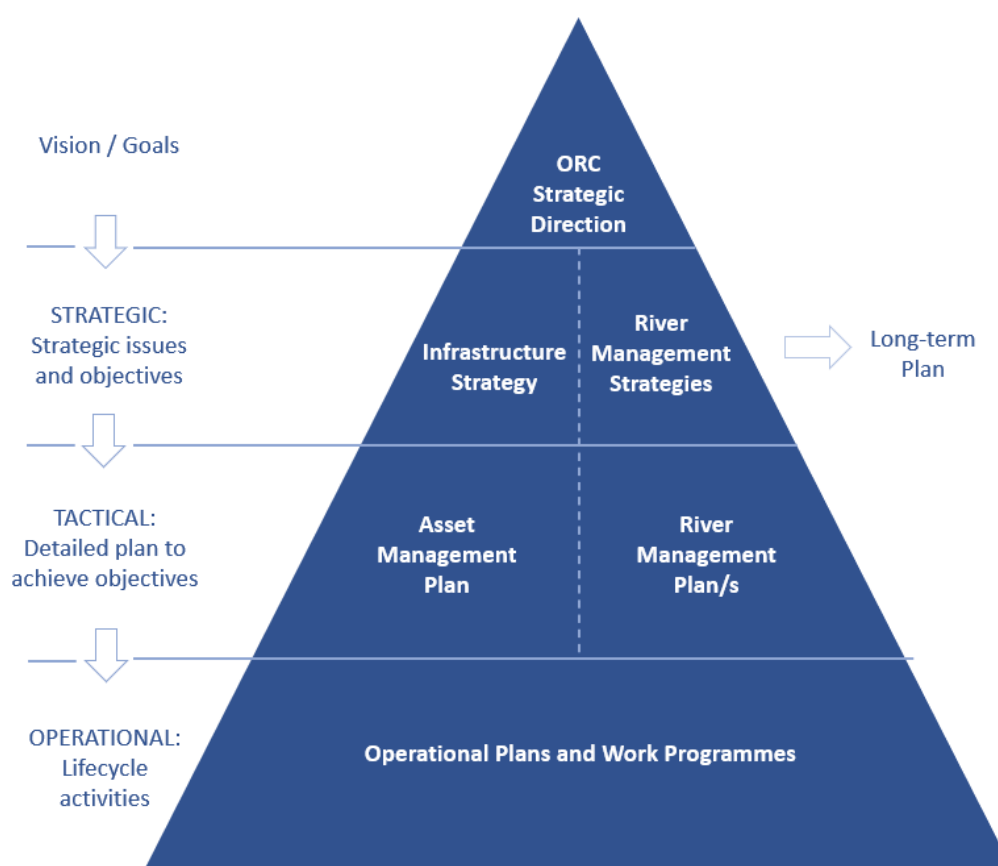 Vision / Goals
ORC
Strategic
Direction
STRATEGIC:
Strategic issues
and objectives
Infrastructure
Strategy
River
Management
Strategies
Long-term
Plan
TACTICAL:
Detailed plan to
achieve objectives
Asset
Management
Plan
River
Management
Plan/s
OPERATIONAL:
Lifecycle
activities
Operational Plans and Work Programmes